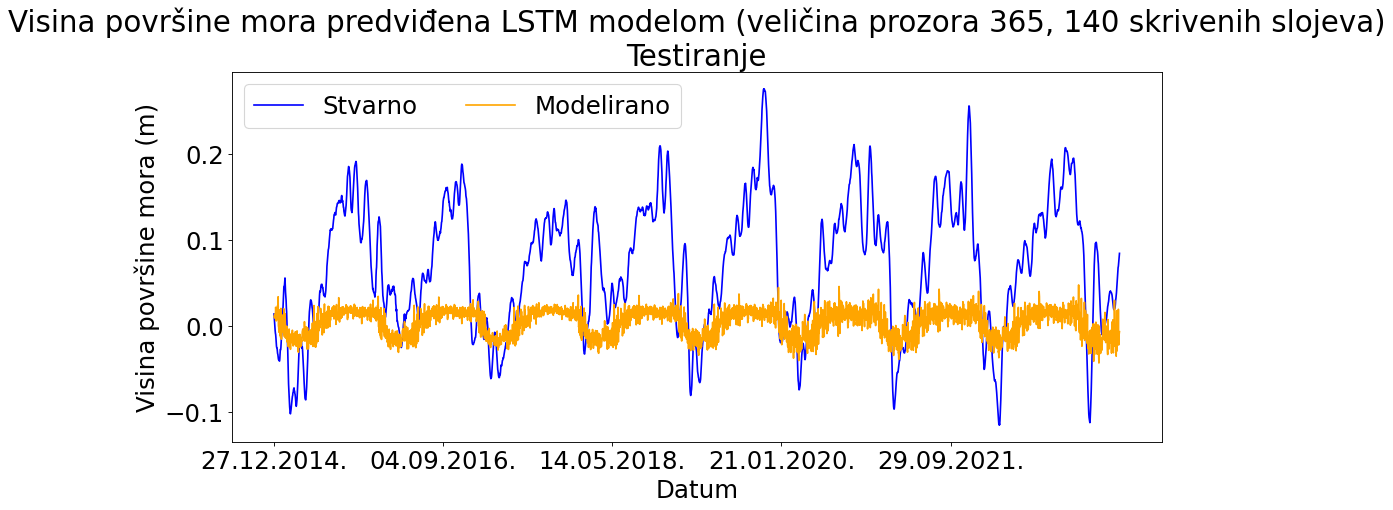 Visina površine mora predviđena LSTM modelom (veličina prozora 365, 140 skrivenih slojeva)
Testiranje
Stvarno
Modelirano
Visina površine mora (m)
0.2
0.1
0.0
−0.1
27.12.2014.
04.09.2016.
14.05.2018.
21.01.2020.
29.09.2021.
Datum